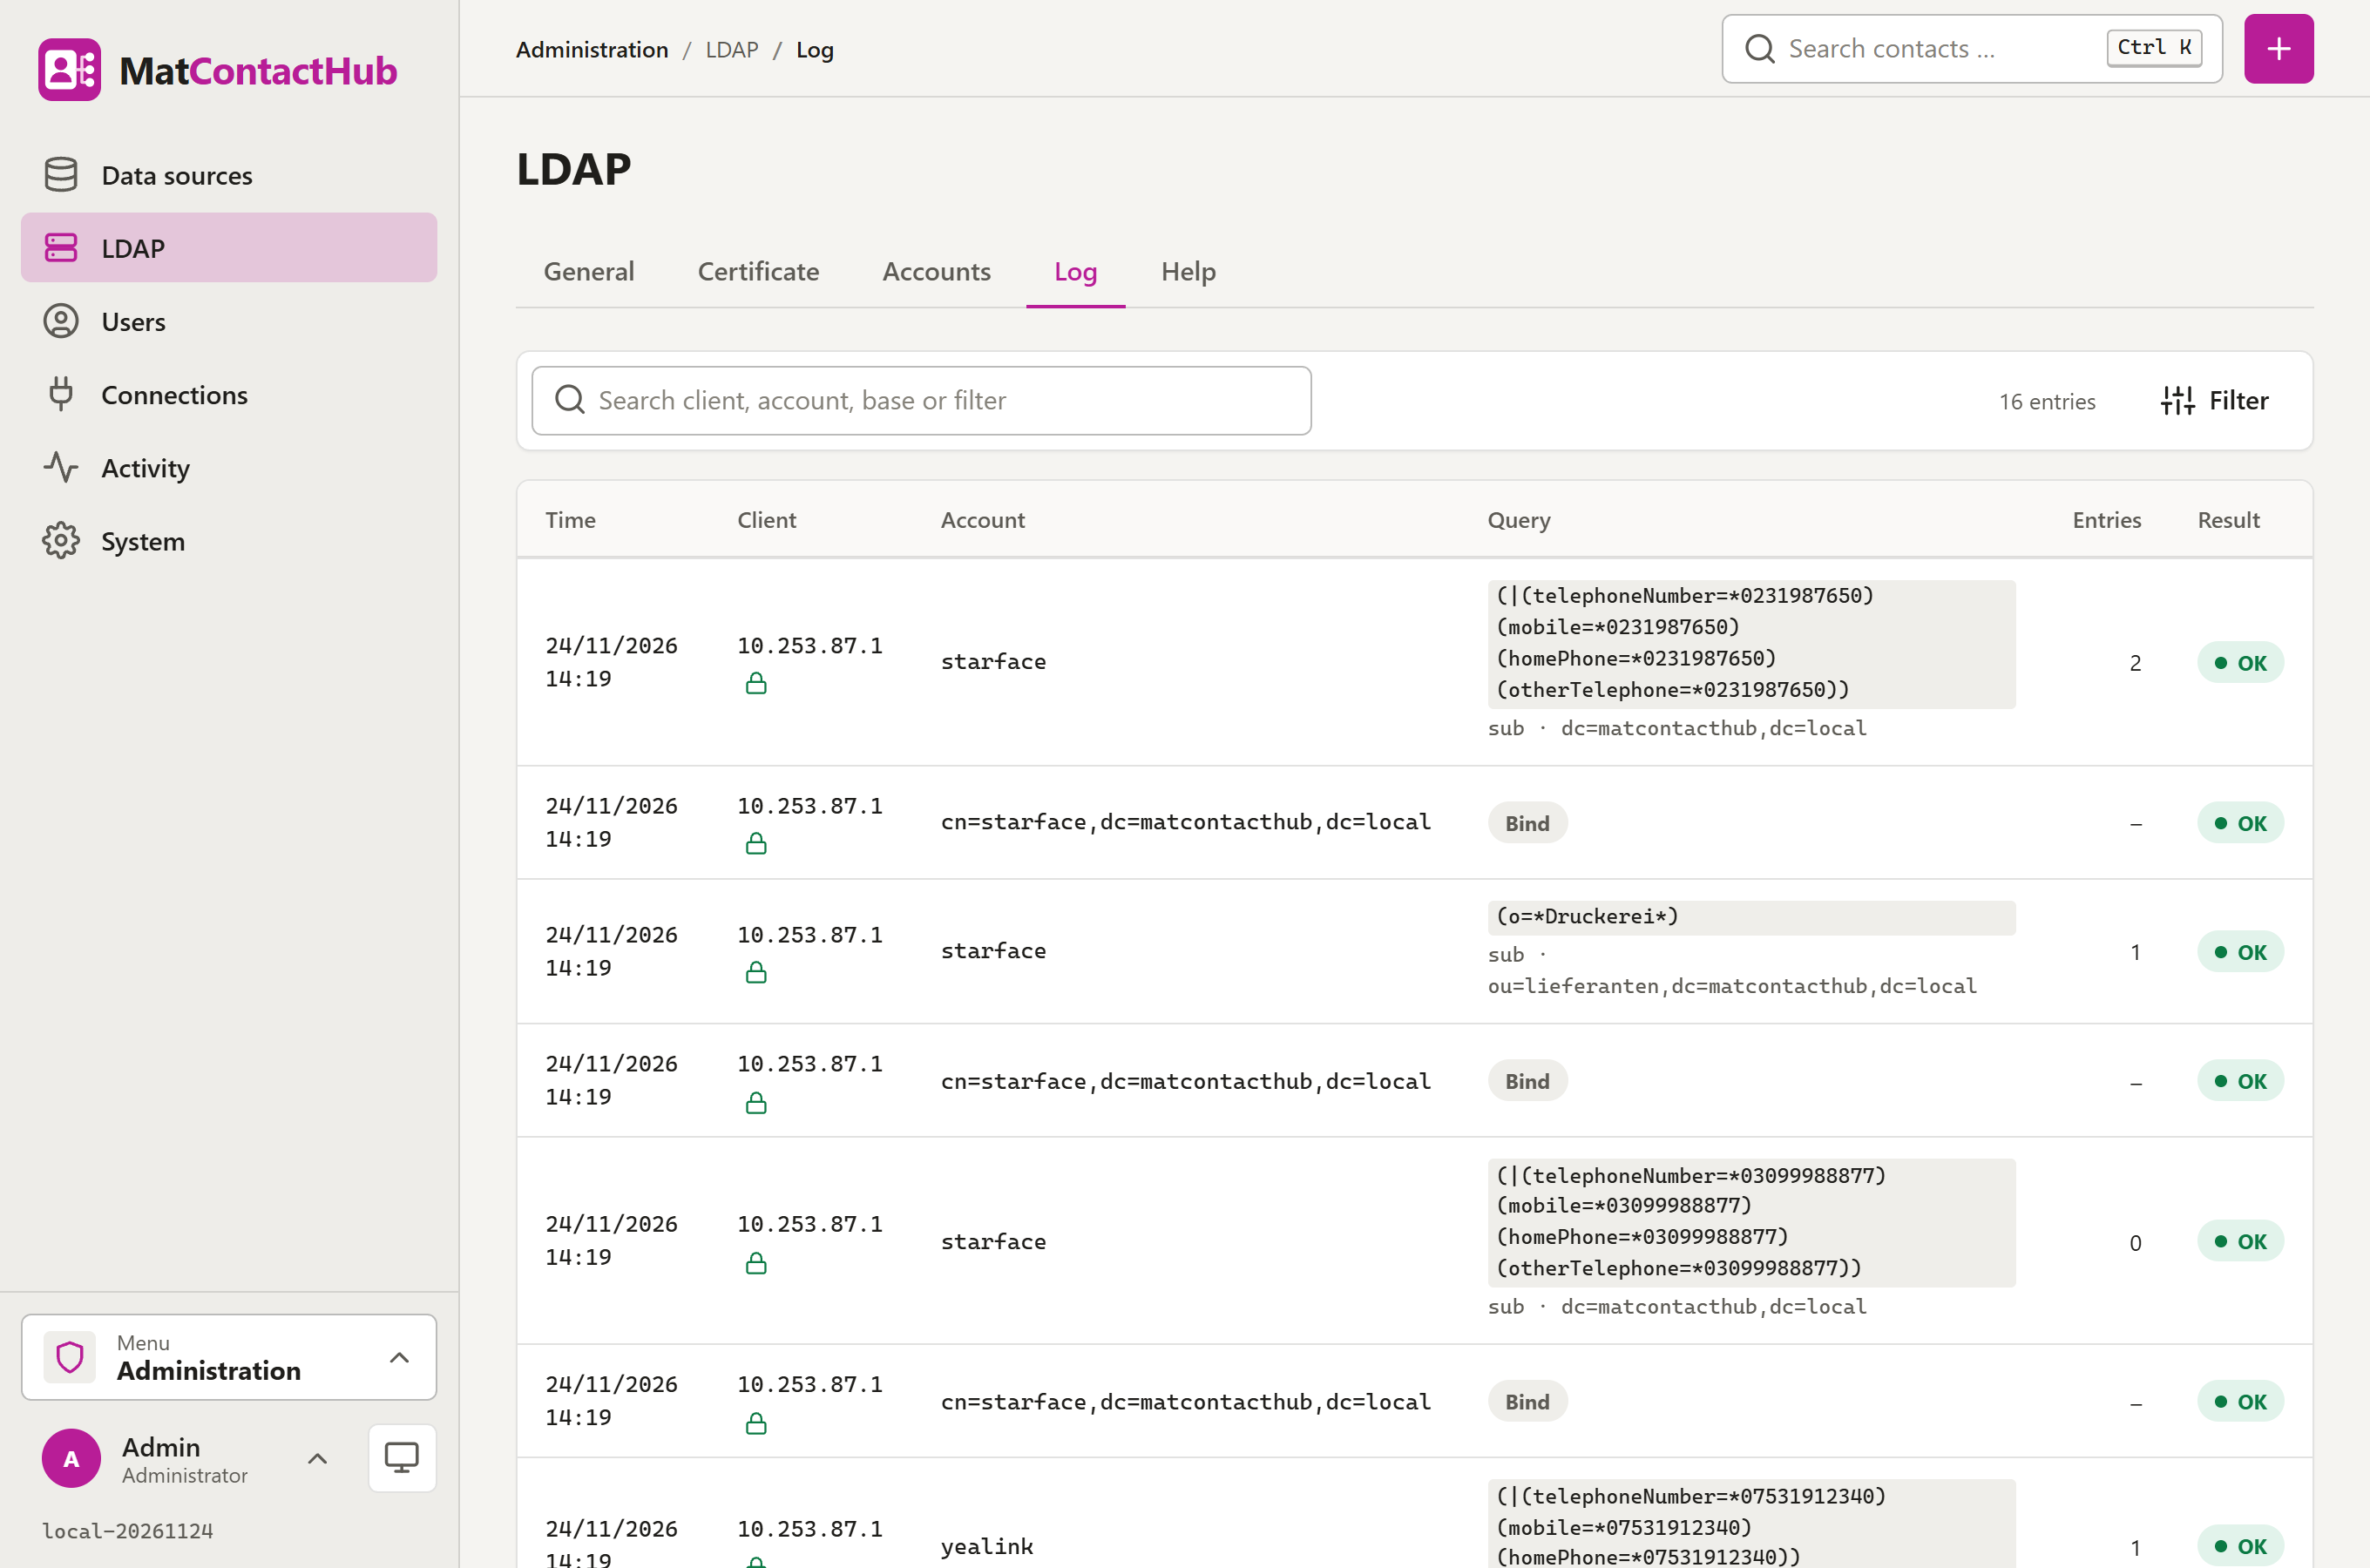 MatContactHub
Administration / LDAP / Log
Search contacts ...
Ctrl K
+
Data sources
LDAP
Users
Connections
Activity
System
LDAP
General
Certificate
Accounts
Log
Help
Search client, account, base or filter
16 entries
Filter
Time
Client
Account
Query
Entries
Result
24/11/2026
14:19
10.253.87.1
starface
(|(telephoneNumber=*0231987650)
(mobile=*0231987650)
(homePhone=*0231987650)
(otherTelephone=*0231987650))
sub · dc=matcontacthub,dc=local
2
OK
24/11/2026
14:19
10.253.87.1
cn=starface,dc=matcontacthub,dc=local
Bind
–
OK
24/11/2026
14:19
10.253.87.1
starface
(o=*Druckerei*)
sub ·
ou=lieferanten,dc=matcontacthub,dc=local
1
OK
24/11/2026
14:19
10.253.87.1
cn=starface,dc=matcontacthub,dc=local
Bind
–
OK
24/11/2026
14:19
10.253.87.1
starface
(|(telephoneNumber=*03099988877)
(mobile=*03099988877)
(homePhone=*03099988877)
(otherTelephone=*03099988877))
sub · dc=matcontacthub,dc=local
0
OK
24/11/2026
14:19
10.253.87.1
cn=starface,dc=matcontacthub,dc=local
Bind
–
OK
24/11/2026
14:19
10.253.87.1
yealink
(|(telephoneNumber=*07531912340)
(mobile=*07531912340)
(homePhone=*07531912340))
1
OK
Menu
Administration
A
Admin
Administrator
local-20261124